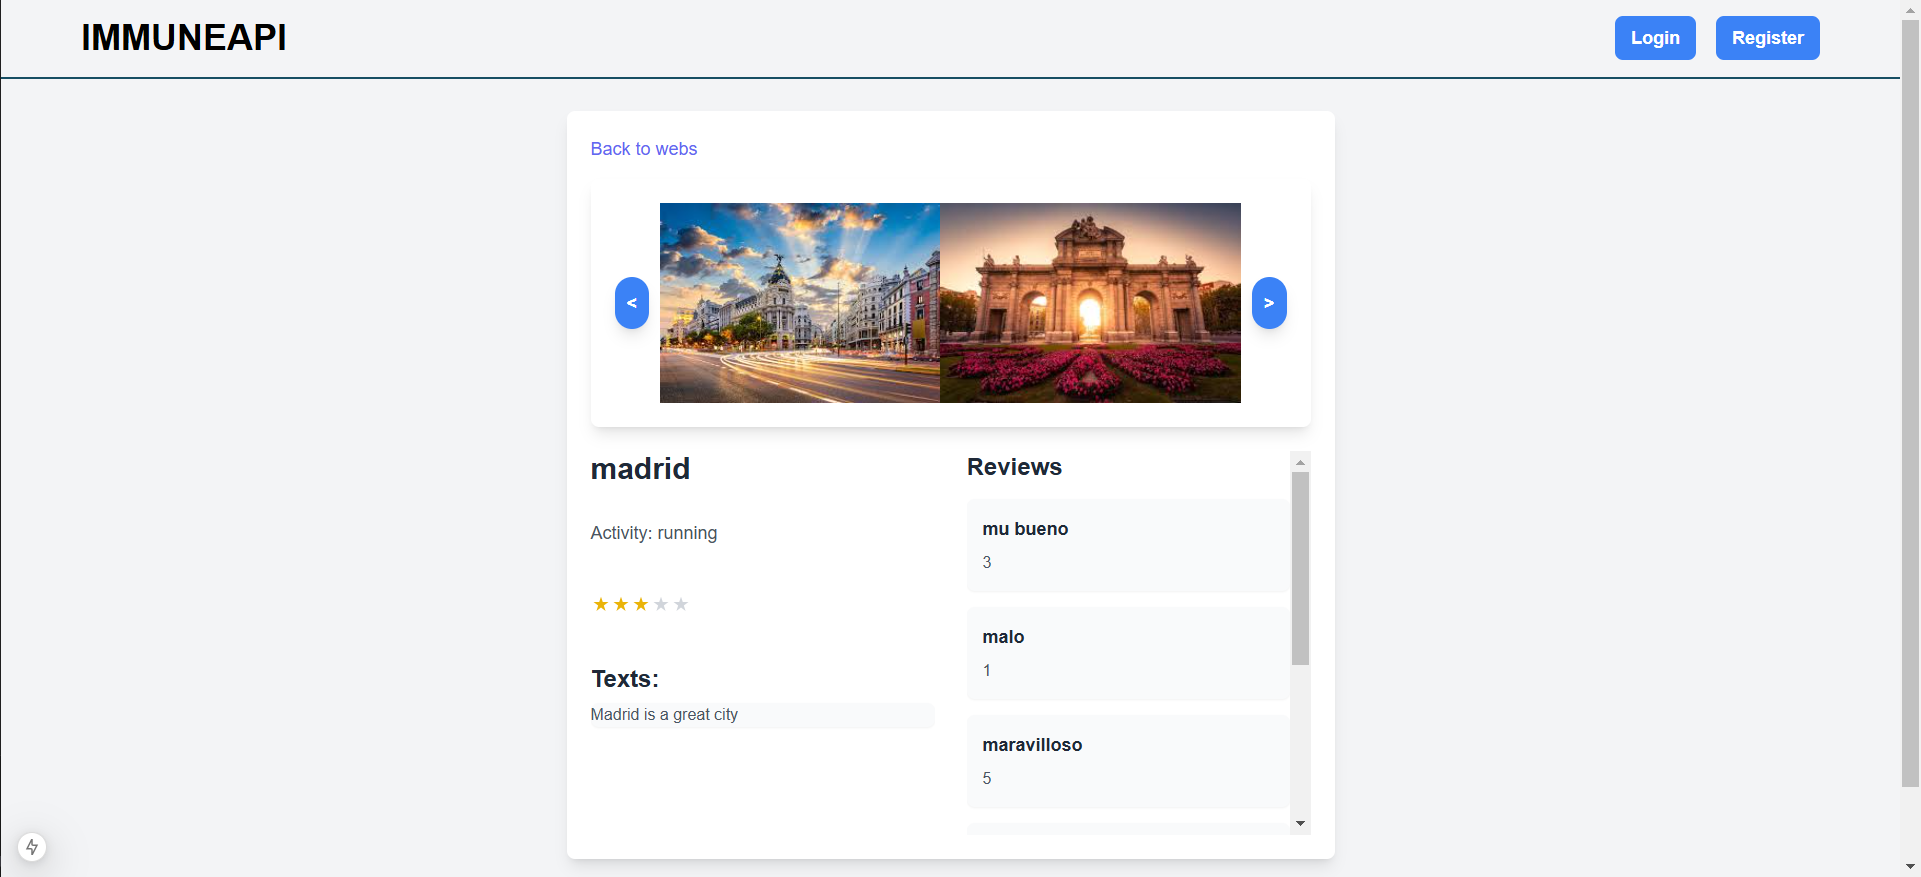 IMMUNEAPI
Login
Register
Back to webs
<
>
madrid
Activity: running
★★★★★
Texts:
Madrid is a great city
Reviews
mu bueno
3
malo
1
maravilloso
5